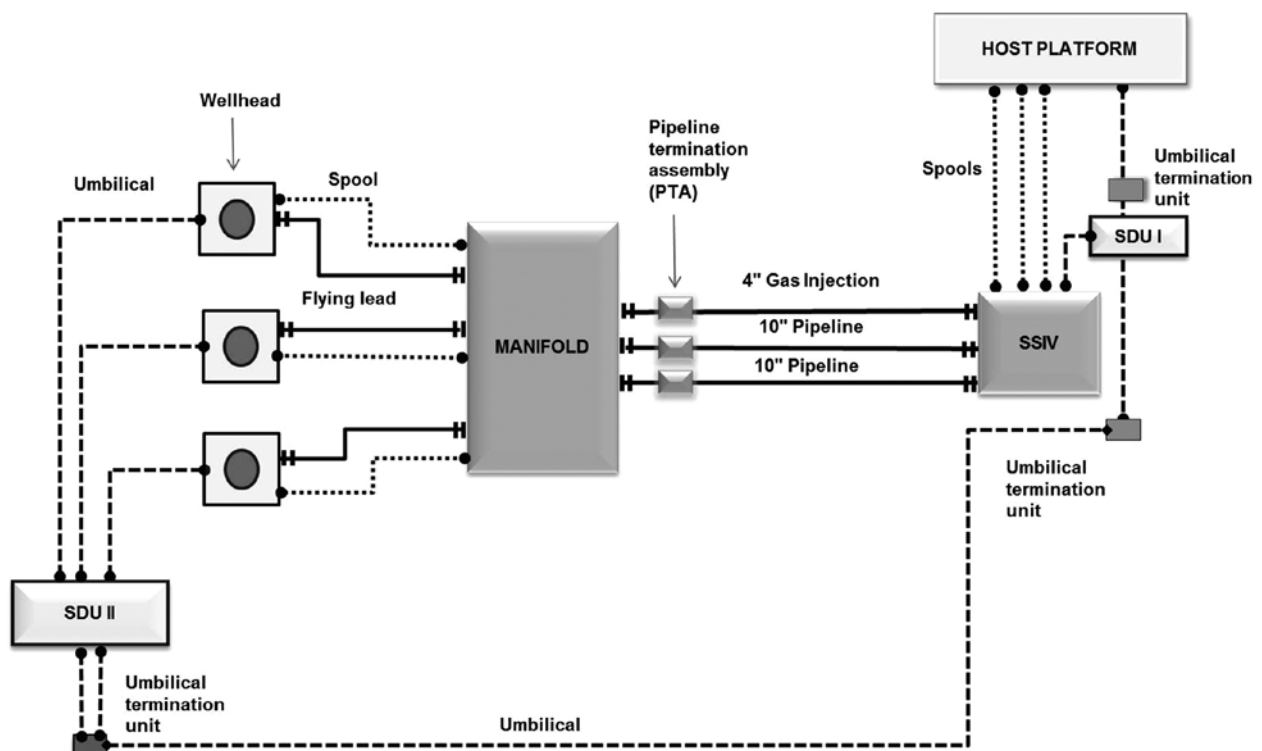 HOST PLATFORM
Wellhead
Pipeline
termination
assembly
(PTA)
Umbilical
termination
unit
Umbilical
Spool
Spools
SDU I
4" Gas Injection
Flying lead
10" Pipeline
MANIFOLD
SSIV
10" Pipeline
Umbilical
termination
unit
SDU II
Umbilical
termination
unit
Umbilical